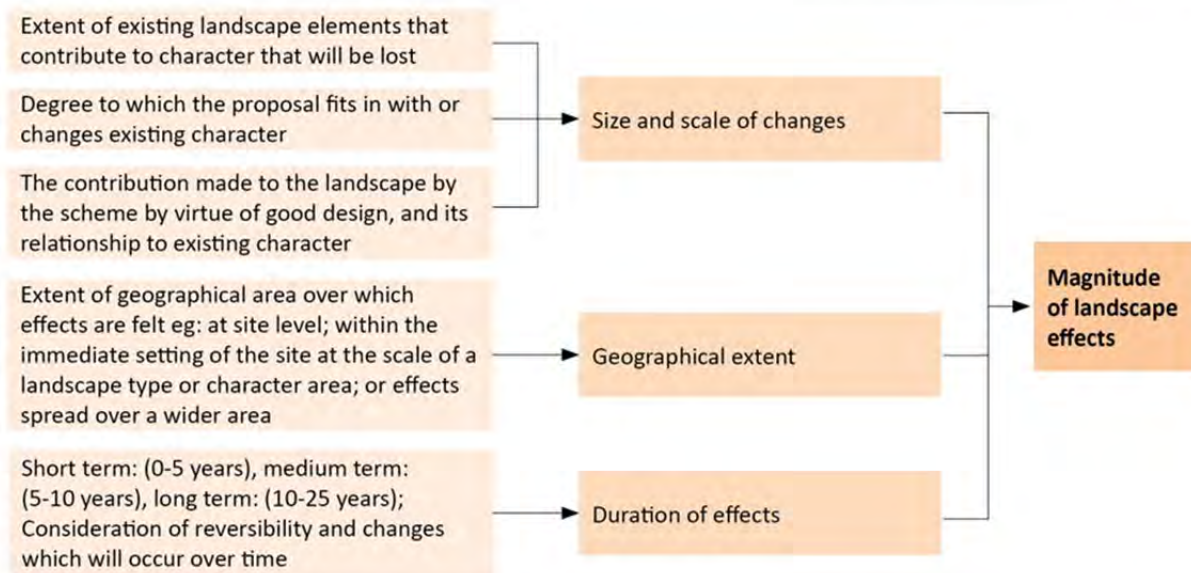 Extent of existing landscape elements that
contribute to character that will be lost
Degree to which the proposal fits in with or
changes existing character
The contribution made to the landscape by
the scheme by virtue of good design, and its
relationship to existing character
Size and scale of changes
Extent of geographical area over which
effects are felt eg: at site level; within the
immediate setting of the site at the scale of a
landscape type or character area; or effects
spread over a wider area
Geographical extent
Short term: (0-5 years), medium term:
(5-10 years), long term: (10-25 years);
Consideration of reversibility and changes
which will occur over time
Duration of effects
Magnitude
of landscape
effects